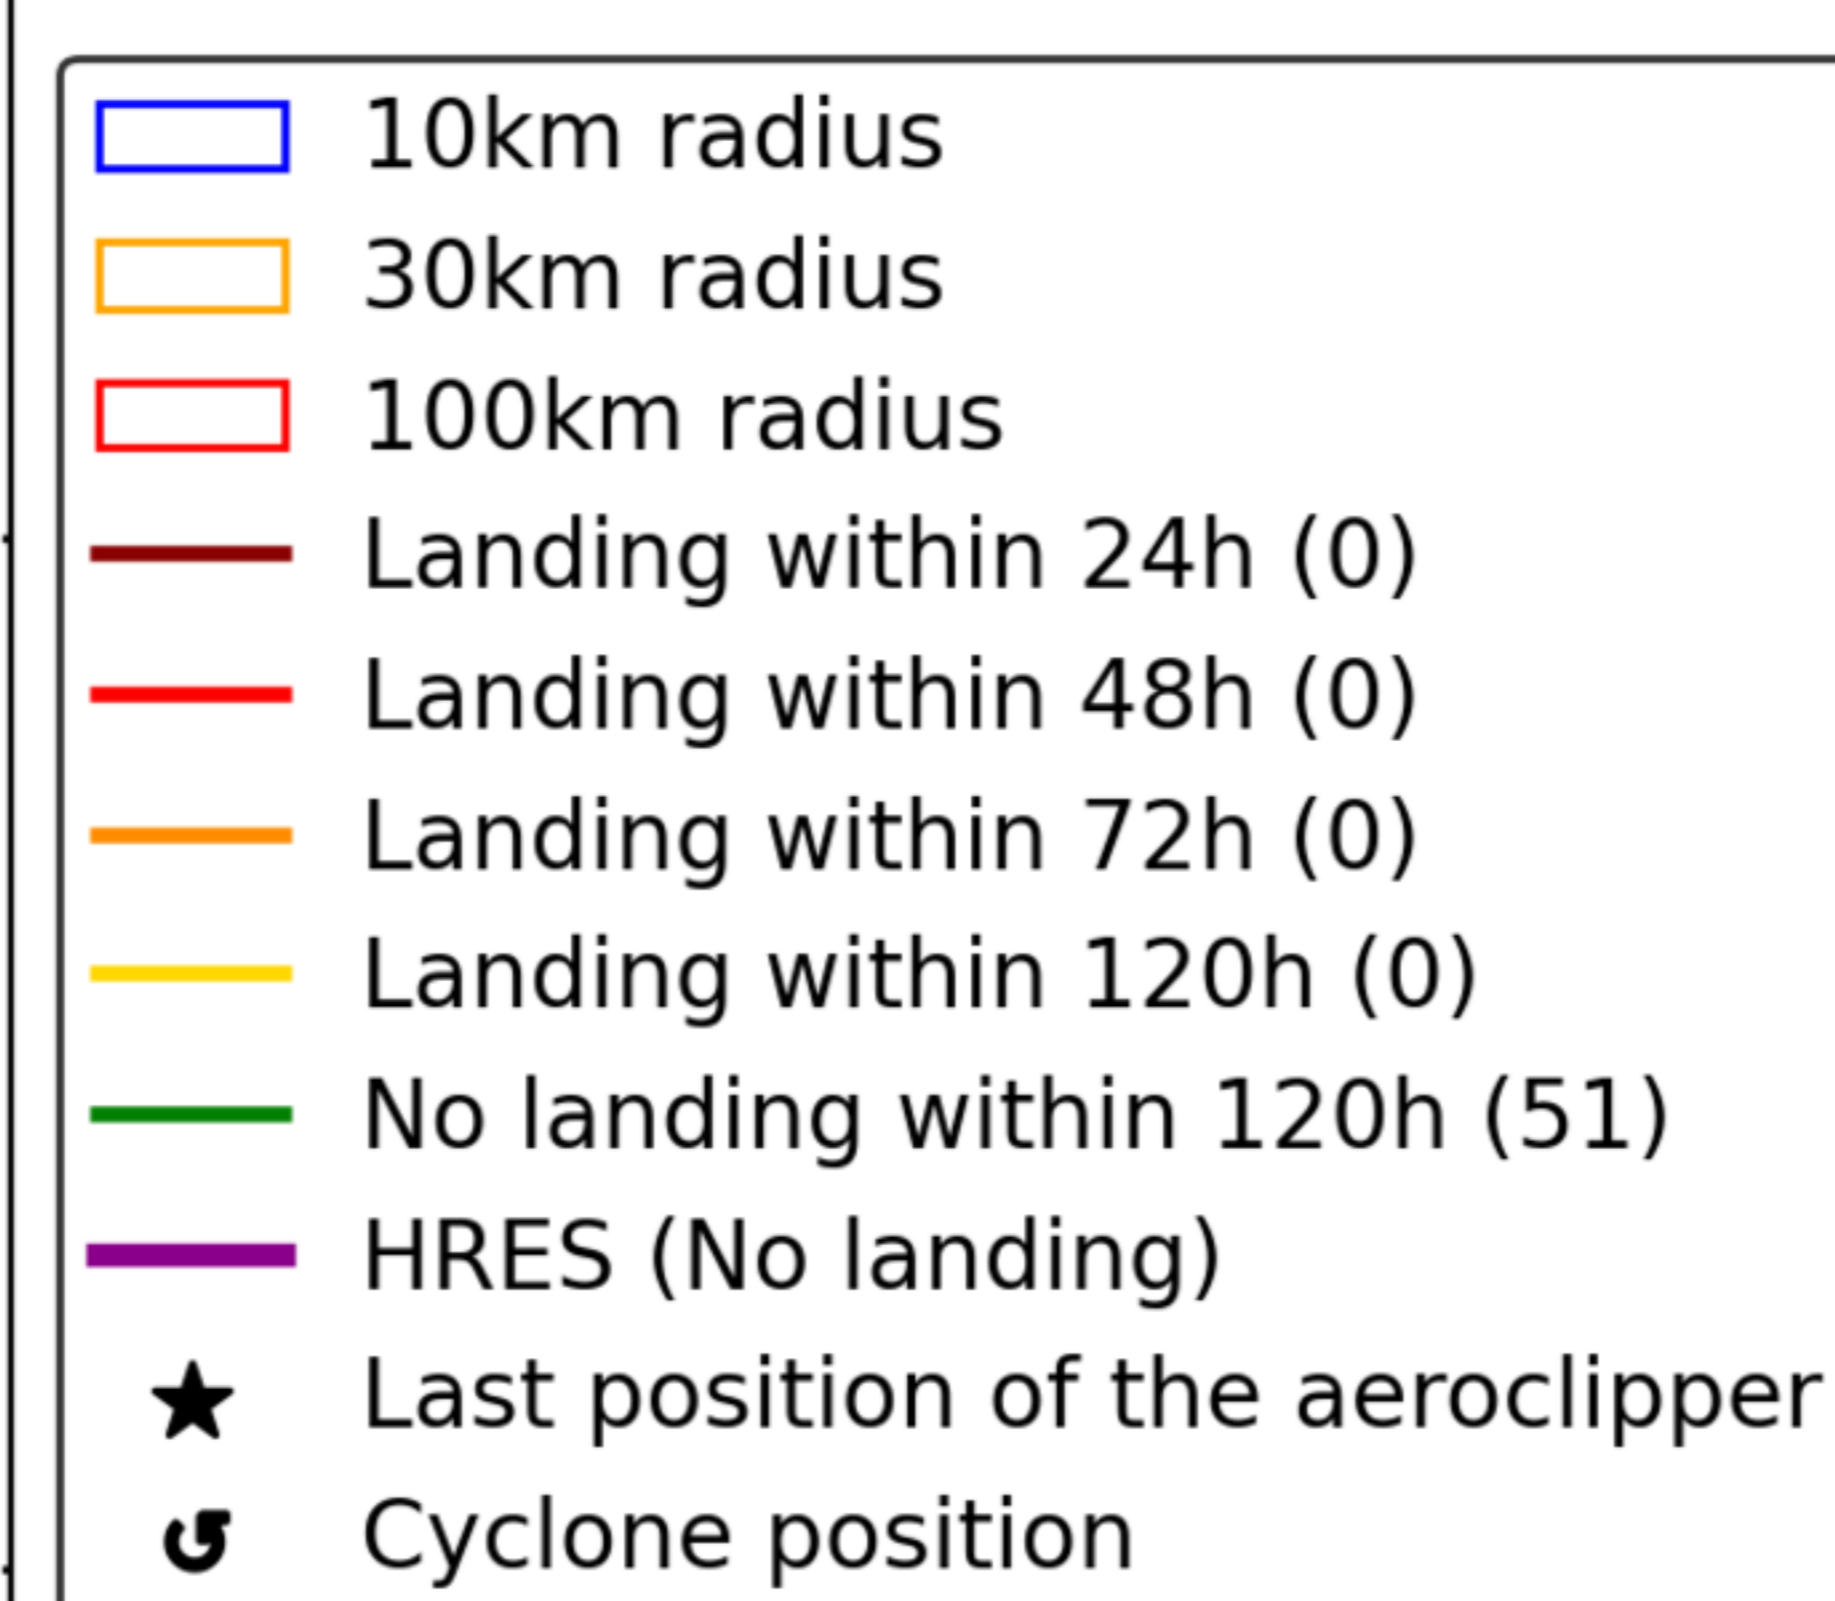 10km radius
30km radius
100km radius
Landing within 24h (0)
Landing within 48h (0)
Landing within 72h (0)
Landing within 120h (0)
No landing within 120h (51)
HRES (No landing)
Last position of the aeroclipper
Cyclone position